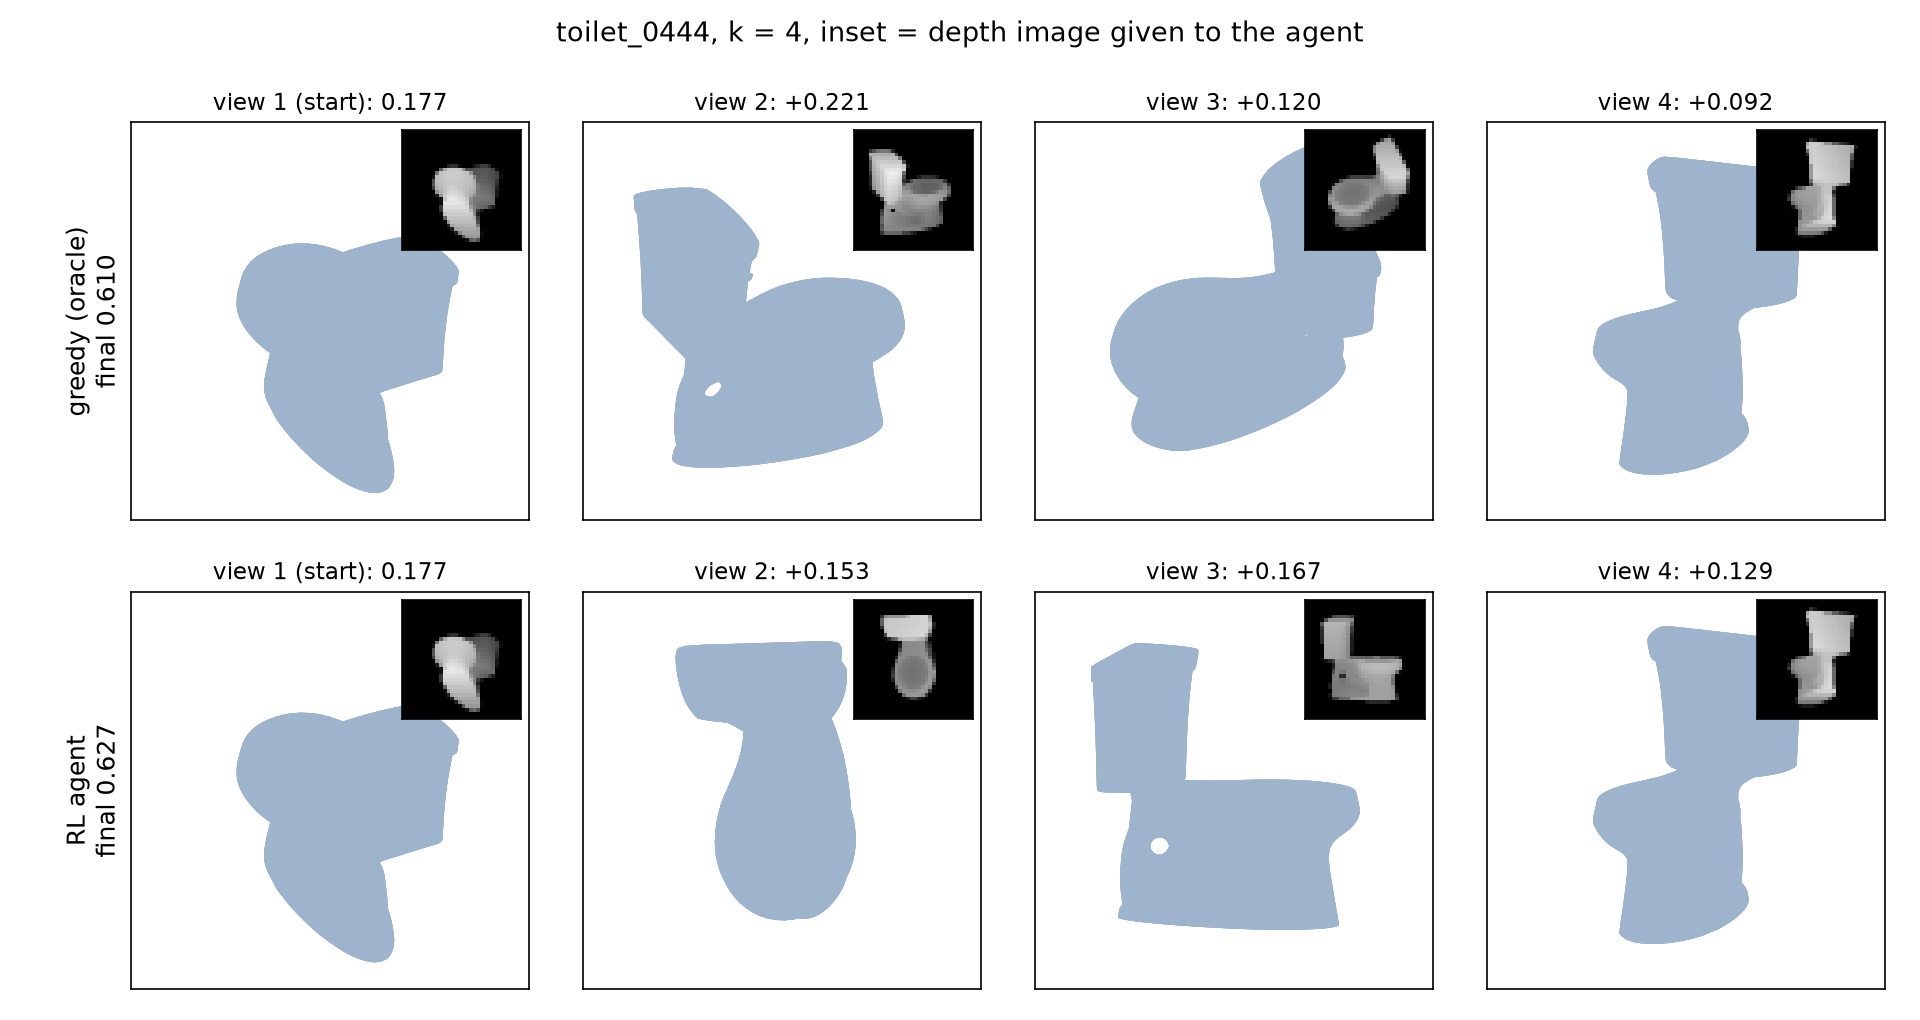 toilet_0444, k = 4, inset = depth image given to the agent
greedy (oracle)
final 0.610
view 1 (start): 0.177
view 2: +0.221
view 3: +0.120
view 4: +0.092
RL agent
final 0.627
view 1 (start): 0.177
view 2: +0.153
view 3: +0.167
view 4: +0.129